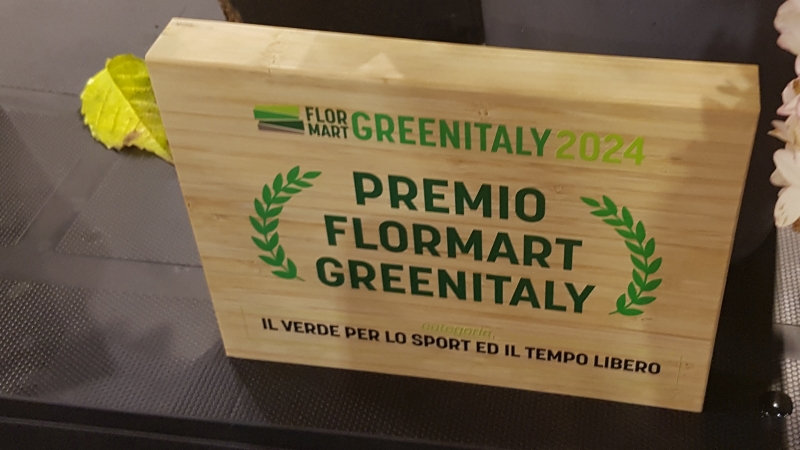 FLOR
MART
GREENITALY 2024
PREMIO
FLORMART
GREENITALY
categoria,
IL VERDE PER LO SPORT ED IL TEMPO LIBERO